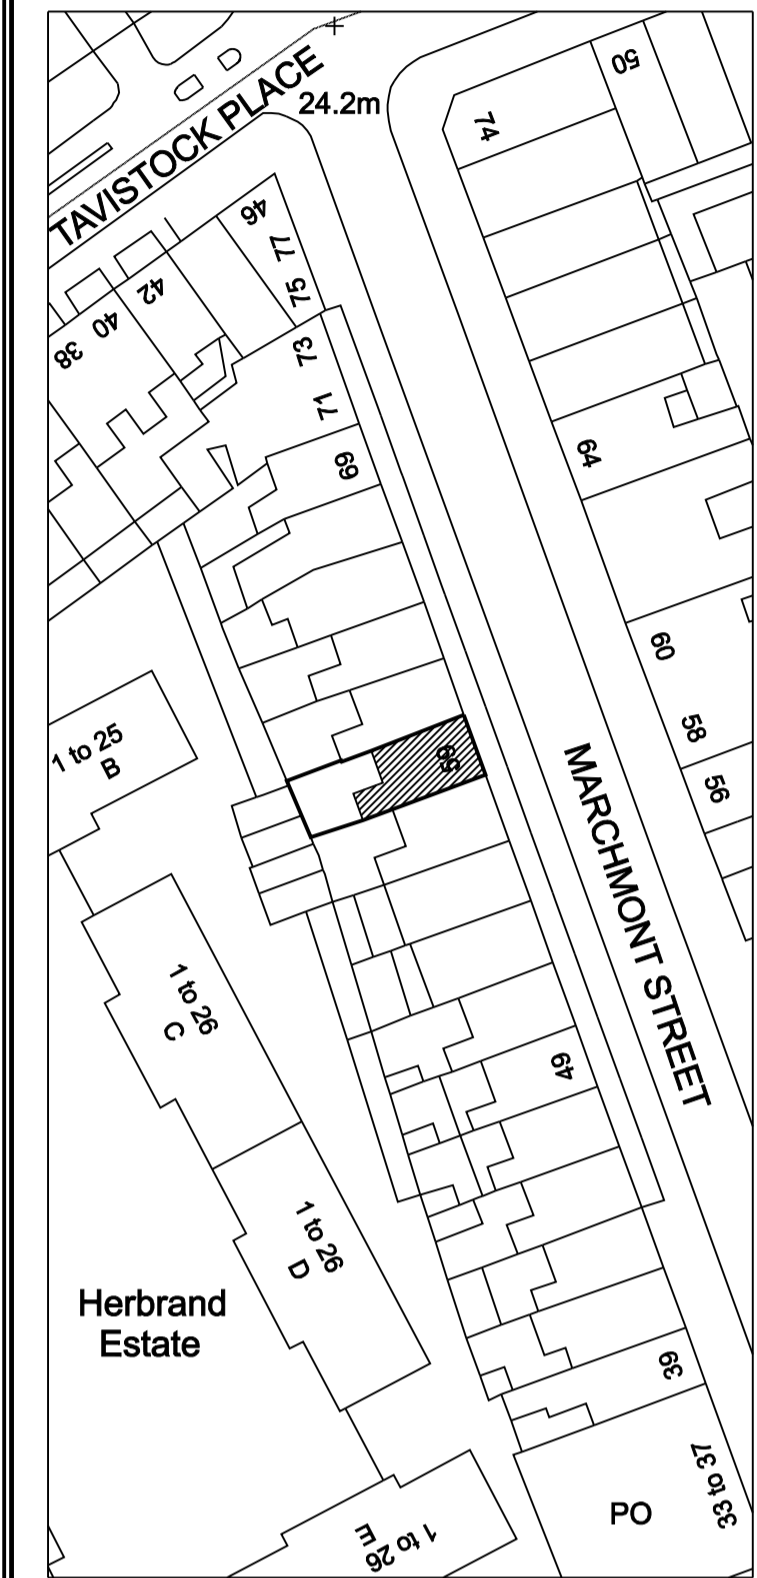 TAVISTOCK PLACE
24.2m
50
74
46
77
75
42
40
38
73
71
69
64
60
58
56
59
MARCHMONT STREET
1 to 25
B
1 to 26
C
49
1 to 26
D
Herbrand
Estate
39
33 to 37
PO
1 to 26
E